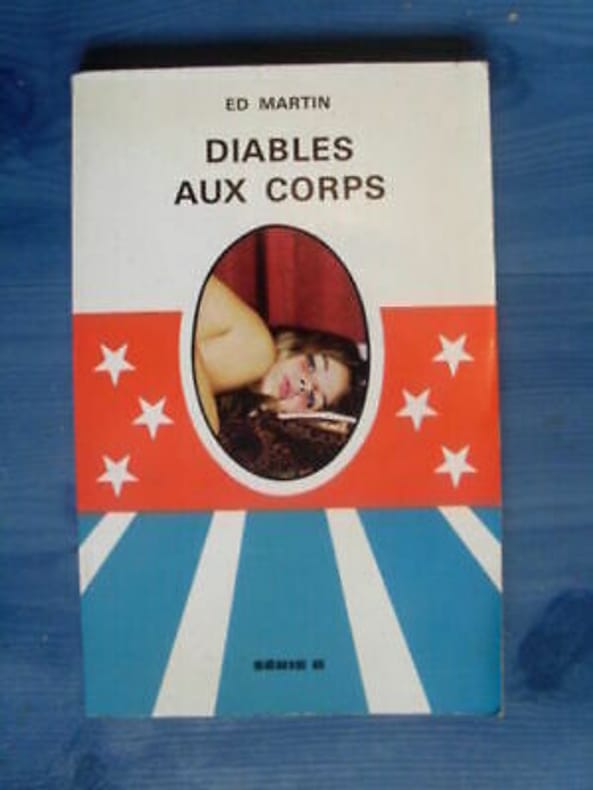 ED MARTIN
DIABLES
AUX CORPS
SÉRIE